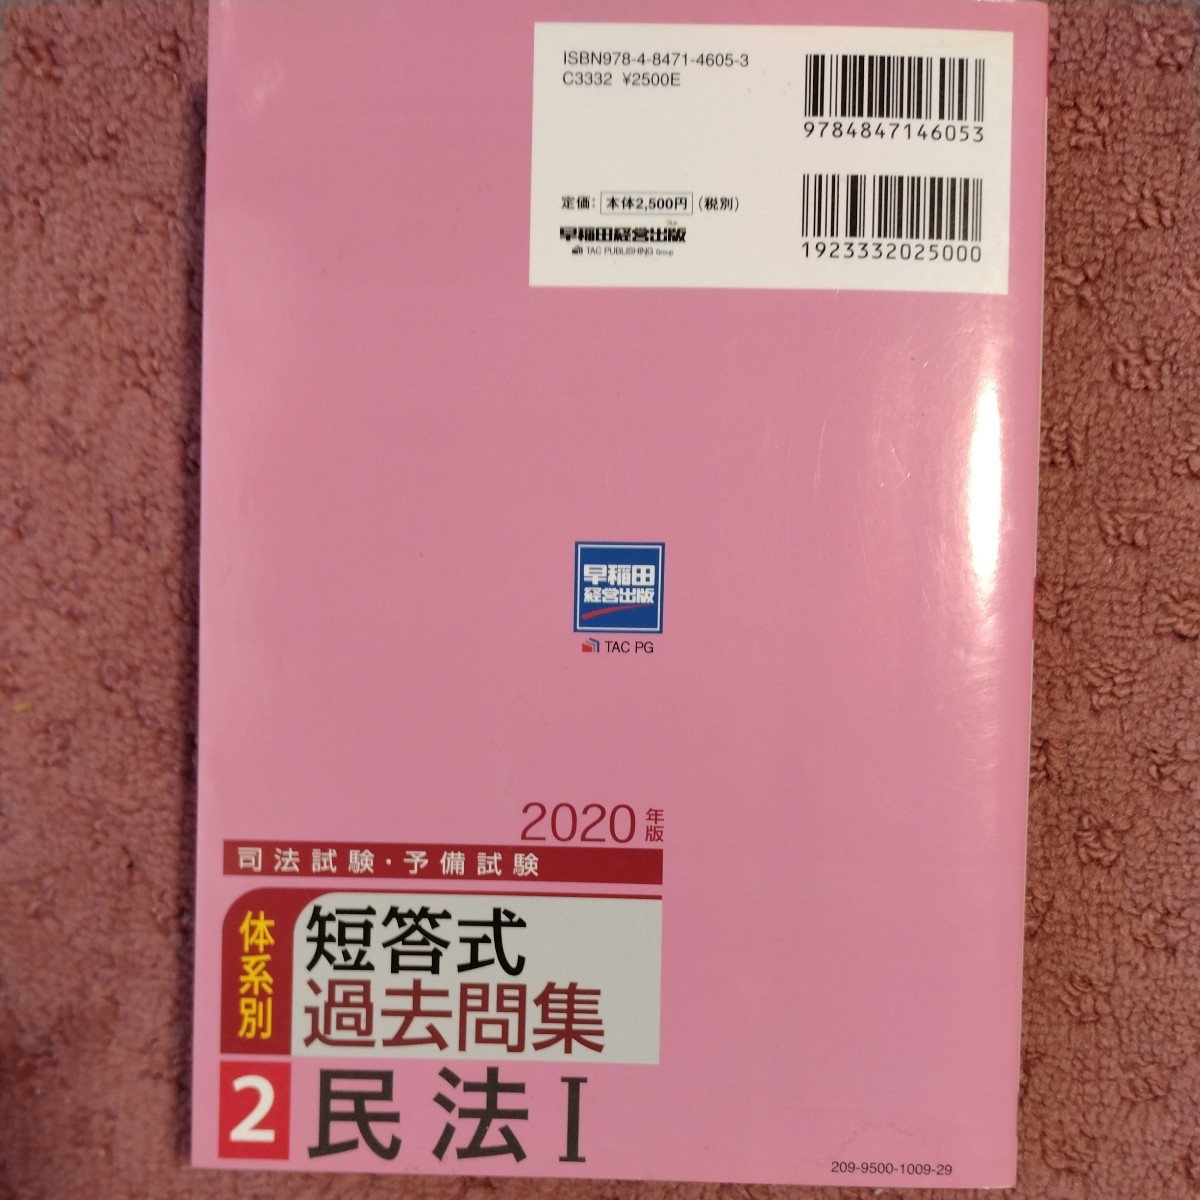 ISBN978-4-8471-4605-3
C3332 ¥2500E
9784847146053
定価: 本体2,500円 (税別)
早稲田経営出版
TAC PUBLISHING Group
1923332025000
早稲田
経営出版
TAC PG
2020年版
司法試験・予備試験
体系別
短答式
過去問集
2 民法 I
209-9500-1009-29